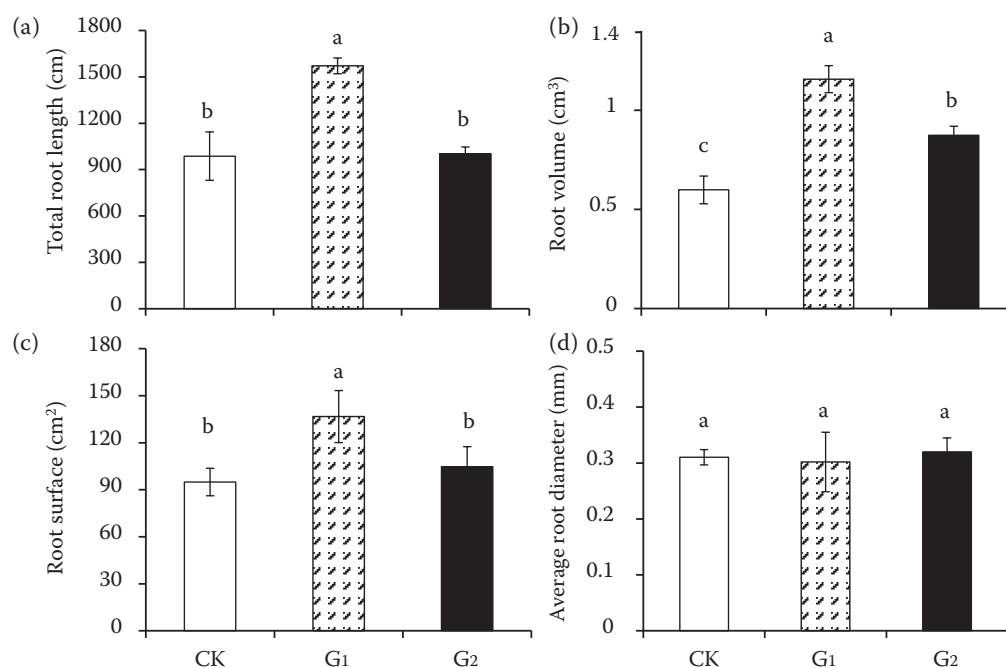 (a)
Total root length (cm)
1800
1500
1200
900
600
300
0
b
a
b
(b)
Root volume (cm³)
1.4
1
0.5
0
c
a
b
(c)
Root surface (cm²)
180
150
120
90
60
30
0
b
a
b
CK
G1
G2
(d)
Average root diameter (mm)
0.5
0.4
0.3
0.2
0.1
0
a
a
a
CK
G1
G2